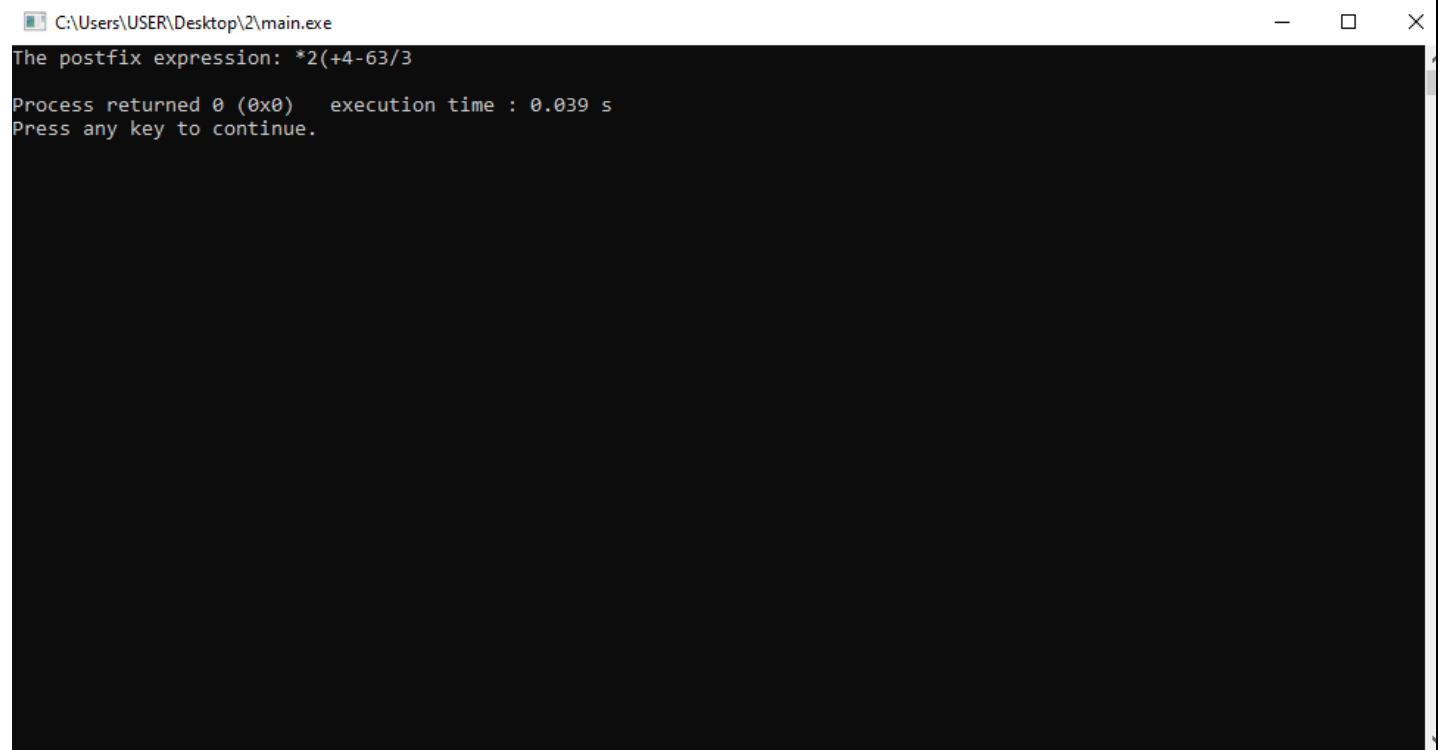 C:\Users\USER\Desktop\2\main.exe
The postfix expression: *2(+4-63/3
Process returned 0 (0x0)   execution time : 0.039 s
Press any key to continue.